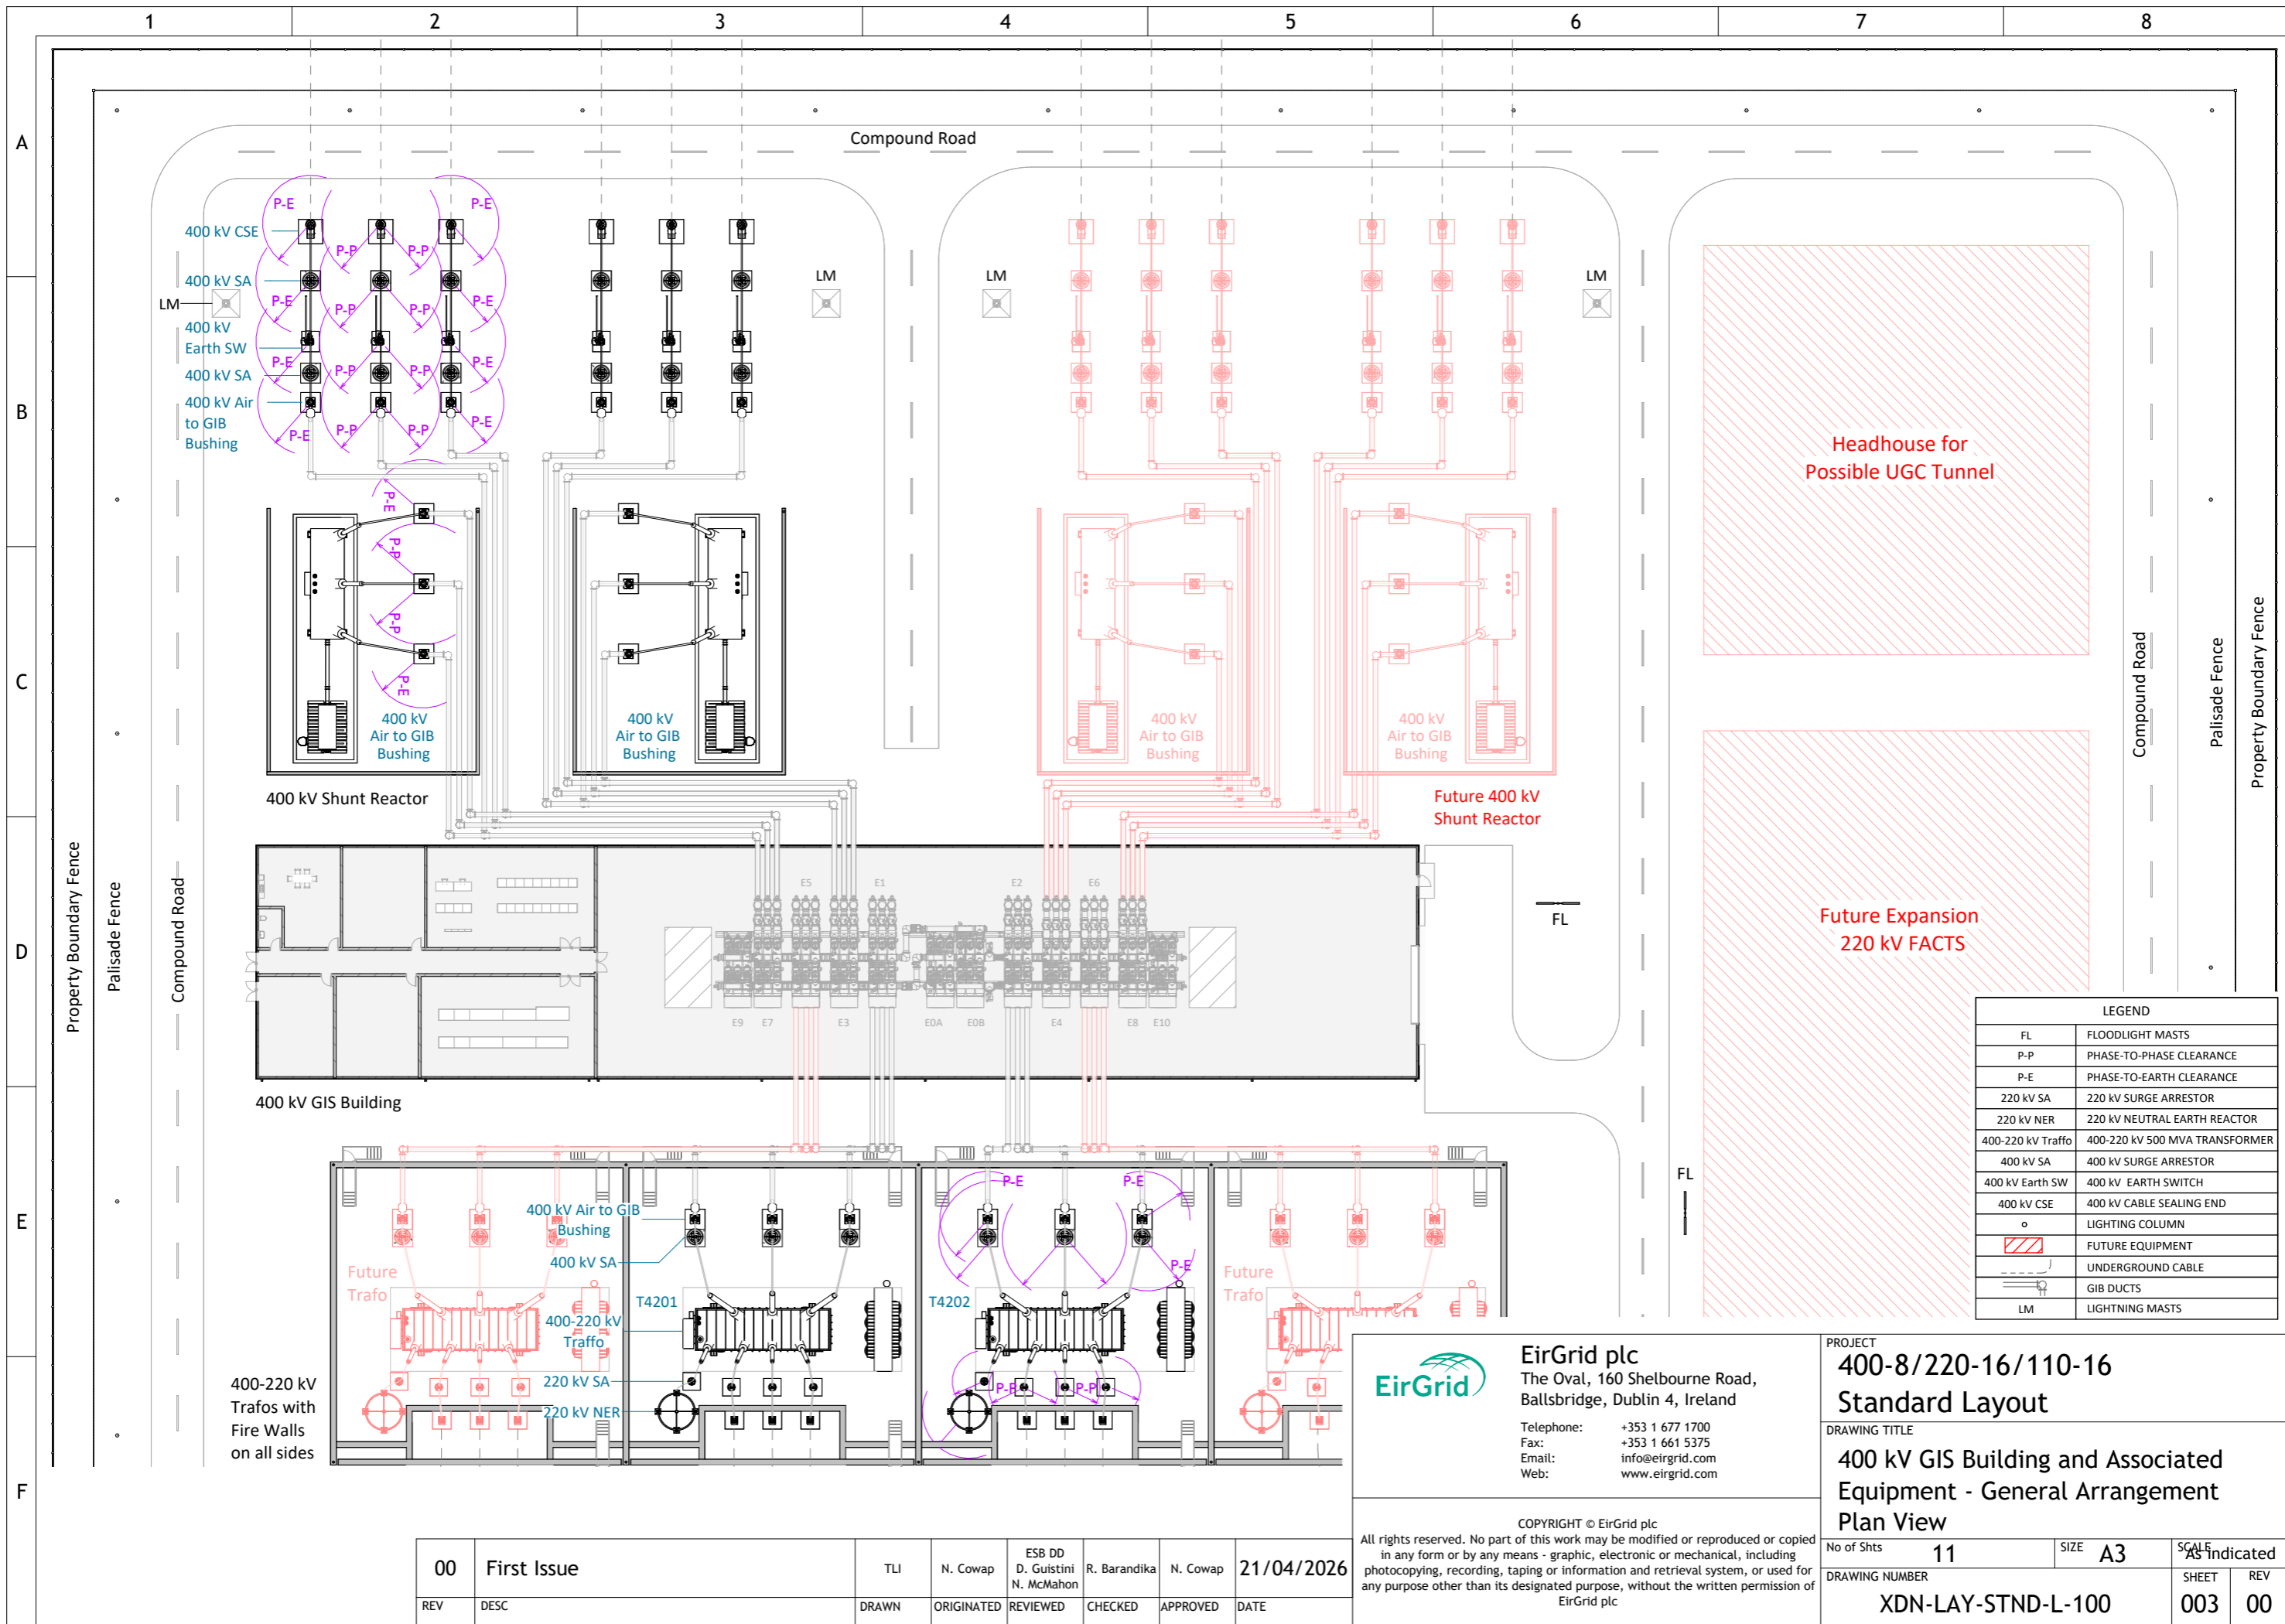 1 2 3 4 5 6 7 8
A
B
C
D
E
F
Compound Road
P-E
P-E
400 kV CSE
P-P
P-P
400 kV SA
LM
LM
LM
LM
P-E
P-P
P-P
P-E
400 kV
Earth SW
P-E
P-P
P-P
P-E
400 kV SA
400 kV Air
to GIB
Bushing
P-E
P-P
P-P
P-E
Headhouse for
Possible UGC Tunnel
P-E
P-P
P-P
P-E
400 kV
Air to GIB
Bushing
400 kV
Air to GIB
Bushing
400 kV
Air to GIB
Bushing
400 kV
Air to GIB
Bushing
Compound Road
Palisade Fence
Property Boundary Fence
400 kV Shunt Reactor
Future 400 kV
Shunt Reactor
Property Boundary Fence
Palisade Fence
Compound Road
E5
E1
E2
E6
FL
Future Expansion
220 kV FACTS
E9
E7
E3
E0A
E0B
E4
E8
E10
400 kV GIS Building
FL
P-E
P-E
400 kV Air to GIB
Bushing
400 kV SA
P-E
Future
Trafo
T4201
T4202
Future
Trafo
400-220 kV
Traffo
220 kV SA
P-P
P-P
220 kV NER
400-220 kV
Trafos with
Fire Walls
on all sides
LEGEND
FL FLOODLIGHT MASTS
P-P PHASE-TO-PHASE CLEARANCE
P-E PHASE-TO-EARTH CLEARANCE
220 kV SA 220 kV SURGE ARRESTOR
220 kV NER 220 kV NEUTRAL EARTH REACTOR
400-220 kV Traffo 400-220 kV 500 MVA TRANSFORMER
400 kV SA 400 kV SURGE ARRESTOR
400 kV Earth SW 400 kV EARTH SWITCH
400 kV CSE 400 kV CABLE SEALING END
LIGHTING COLUMN
FUTURE EQUIPMENT
UNDERGROUND CABLE
GIB DUCTS
LM LIGHTNING MASTS
EirGrid
EirGrid plc
The Oval, 160 Shelbourne Road,
Ballsbridge, Dublin 4, Ireland
Telephone: +353 1 677 1700
Fax: +353 1 661 5375
Email: info@eirgrid.com
Web: www.eirgrid.com
COPYRIGHT © EirGrid plc
All rights reserved. No part of this work may be modified or reproduced or copied
in any form or by any means - graphic, electronic or mechanical, including
photocopying, recording, taping or information and retrieval system, or used for
any purpose other than its designated purpose, without the written permission of
EirGrid plc
PROJECT
400-8/220-16/110-16
Standard Layout
DRAWING TITLE
400 kV GIS Building and Associated
Equipment - General Arrangement
Plan View
No of Shts 11 SIZE A3 SCALE As indicated
DRAWING NUMBER SHEET REV
XDN-LAY-STND-L-100 003 00
00 First Issue TLI N. Cowap ESB DD D. Guistini N. McMahon R. Barandika N. Cowap 21/04/2026
REV DESC DRAWN ORIGINATED REVIEWED CHECKED APPROVED DATE